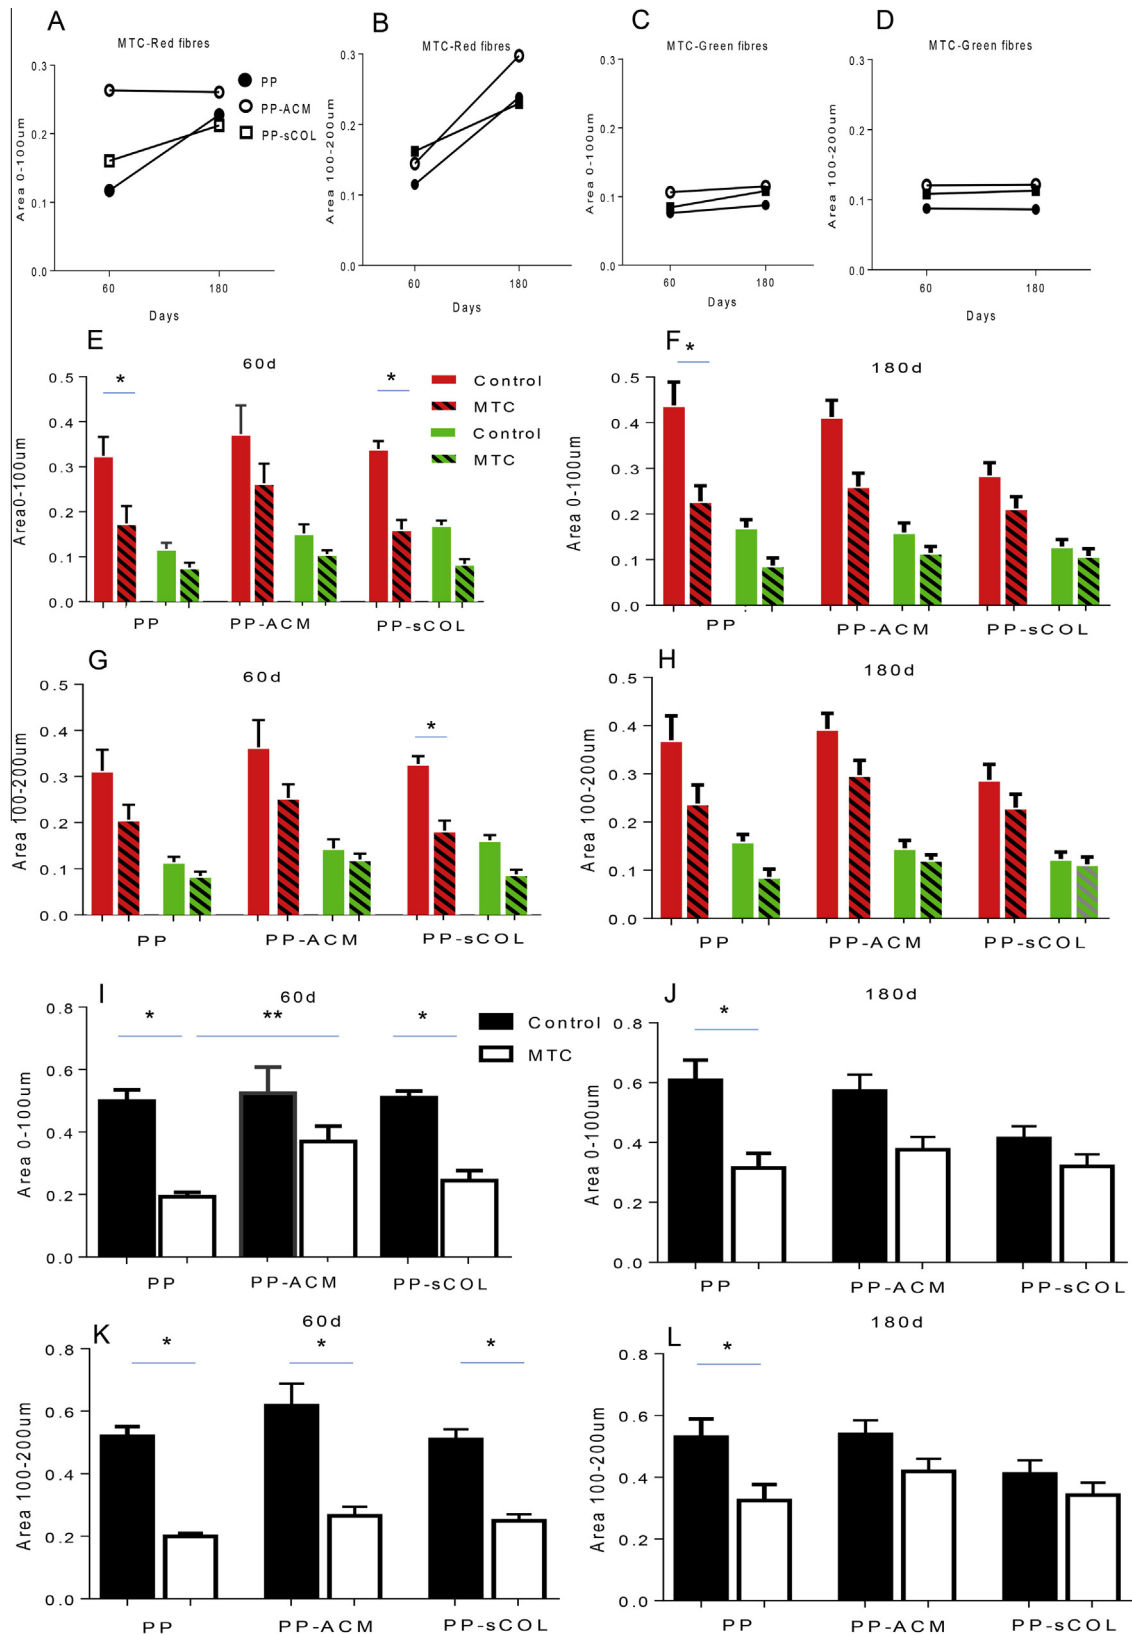 A
B
C
D
MTC-Red fibres
MTC-Red fibres
MTC-Green fibres
MTC-Green fibres
Area 0-100um
0.3
0.2
0.1
0.0
60
180
Days
PP
PP-ACM
PP-sCOL
Area 100-200um
0.3
0.2
0.1
0.0
60
180
Days
Area 0-100um
0.3
0.2
0.1
0.0
60
180
Days
Area 100-200um
0.3
0.2
0.1
0.0
60
180
Days
E
60d
Area0-100um
0.5
0.4
0.3
0.2
0.1
0.0
*
*
Control
MTC
Control
MTC
PP
PP-ACM
PP-sCOL
F
180d
Area 0-100um
0.5
0.4
0.3
0.2
0.1
0.0
*
PP
PP-ACM
PP-sCOL
G
60d
Area 100-200um
0.5
0.4
0.3
0.2
0.1
0.0
*
PP
PP-ACM
PP-sCOL
H
180d
Area 100-200um
0.5
0.4
0.3
0.2
0.1
0.0
PP
PP-ACM
PP-sCOL
I
60d
Area 0-100um
0.8
0.6
0.4
0.2
0.0
*
**
*
Control
MTC
PP
PP-ACM
PP-sCOL
J
180d
Area 0-100um
0.8
0.6
0.4
0.2
0.0
*
PP
PP-ACM
PP-sCOL
K
60d
Area 100-200um
0.8
0.6
0.4
0.2
0.0
*
*
*
PP
PP-ACM
PP-sCOL
L
180d
Area 100-200um
0.8
0.6
0.4
0.2
0.0
*
PP
PP-ACM
PP-sCOL